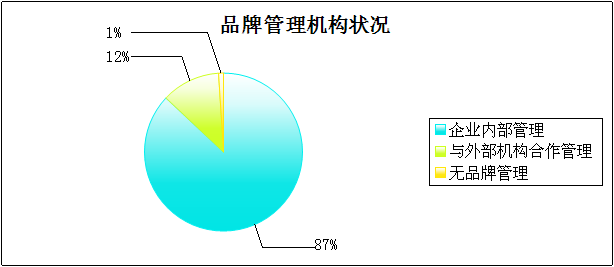 品牌管理机构状况
1%
12%
企业内部管理
与外部机构合作管理
无品牌管理
87%